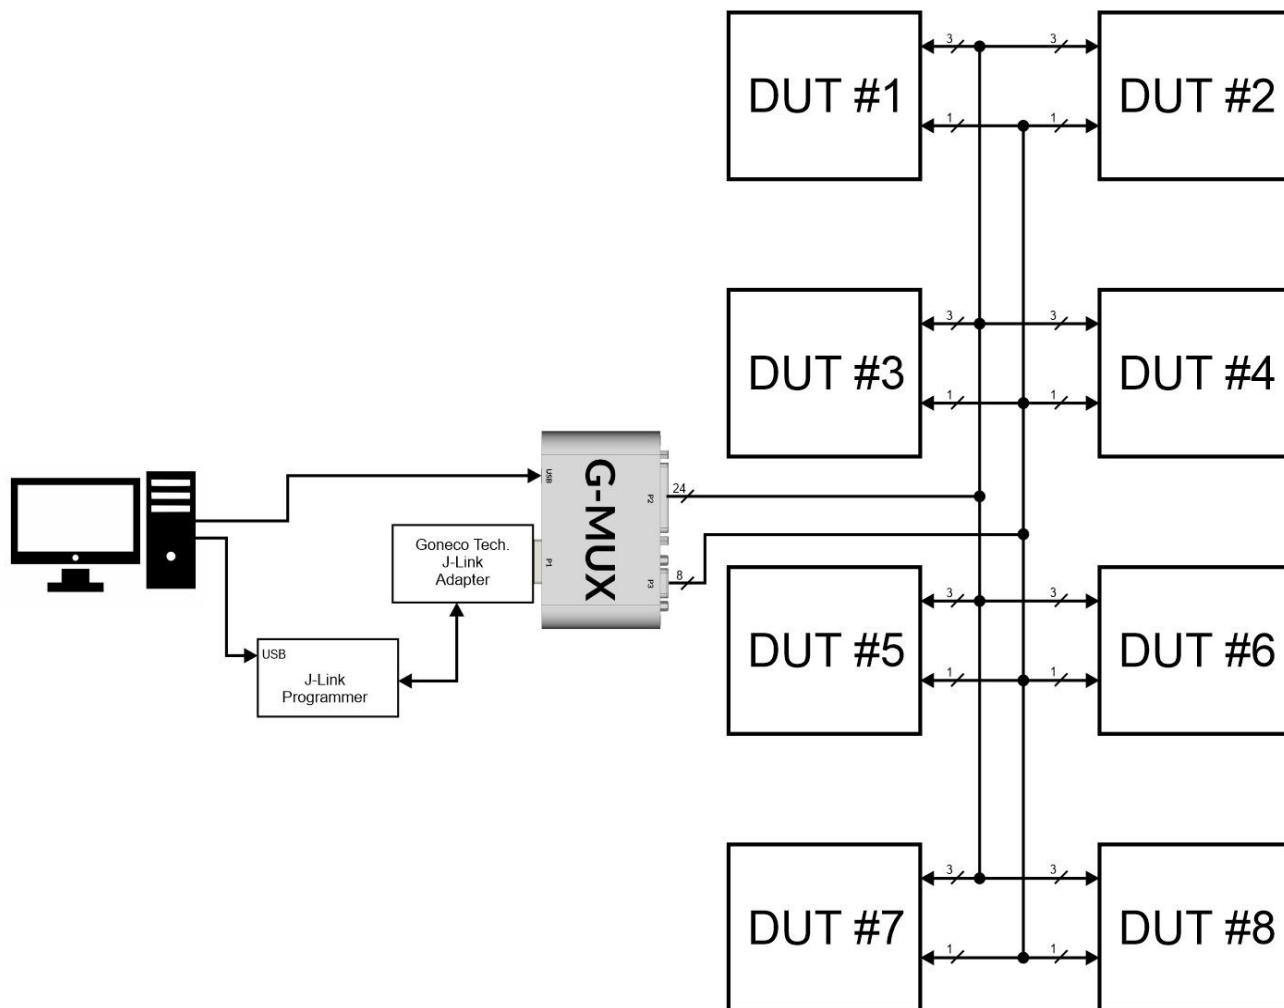 3
3
DUT #1
DUT #2
1
1
3
3
DUT #3
DUT #4
1
1
USB
G-MUX
P2
24
Goneco Tech.
J-Link
Adapter
P1
P3
8
3
3
DUT #5
DUT #6
1
1
USB
J-Link
Programmer
3
3
DUT #7
DUT #8
1
1